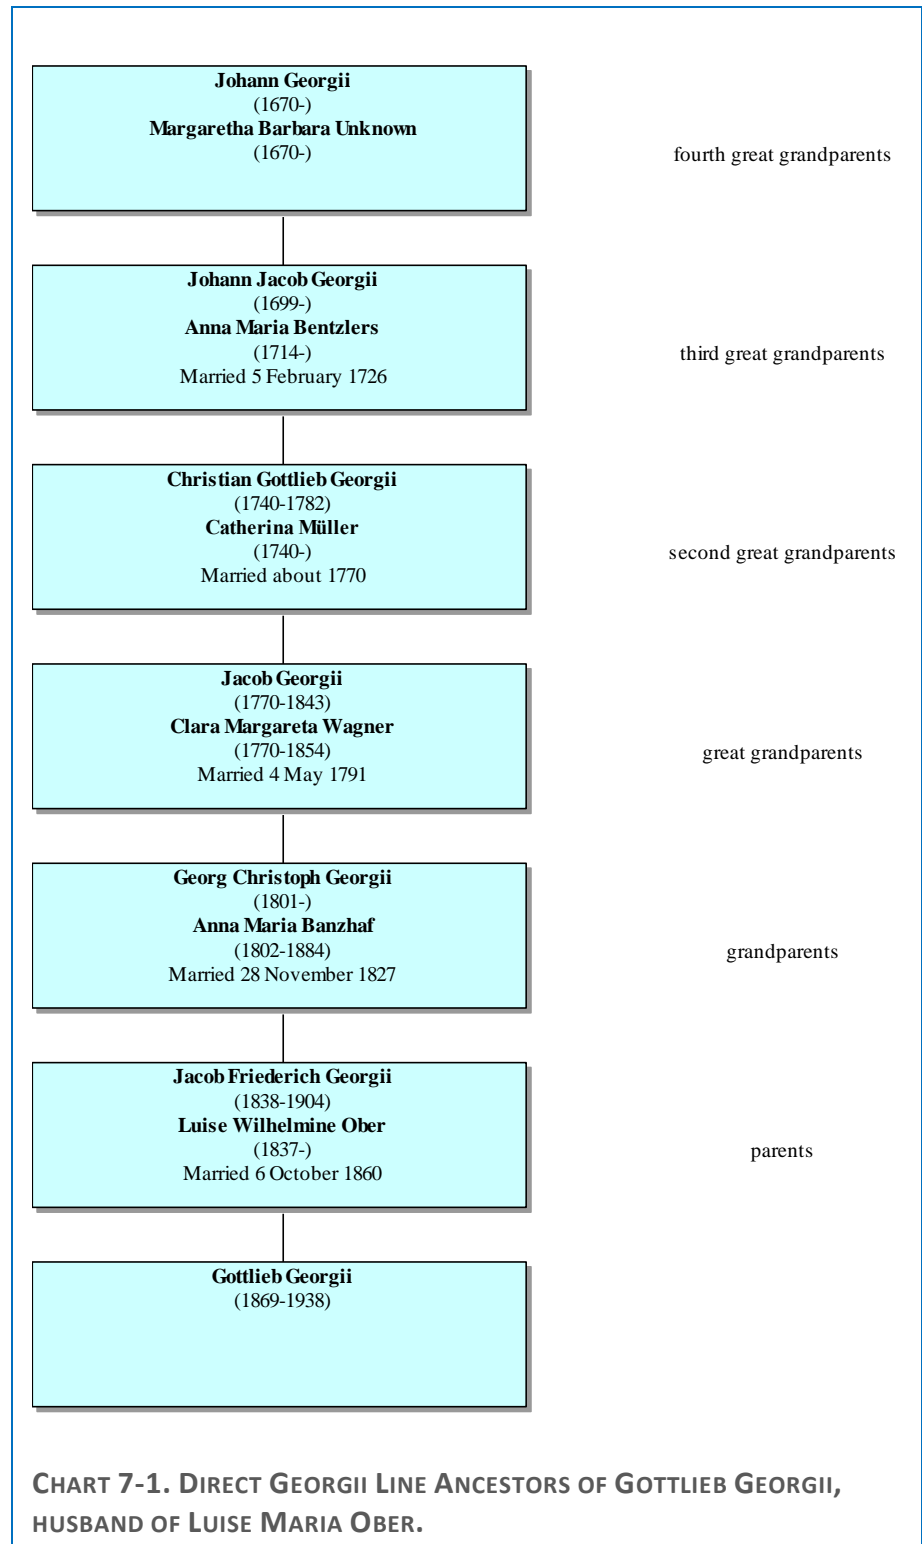 Johann Georgii
(1670-)
Margaretha Barbara Unknown
(1670-)
fourth great grandparents
Johann Jacob Georgii
(1699-)
Anna Maria Bentzlers
(1714-)
Married 5 February 1726
third great grandparents
Christian Gottlieb Georgii
(1740-1782)
Catherina Müller
(1740-)
Married about 1770
second great grandparents
Jacob Georgii
(1770-1843)
Clara Margareta Wagner
(1770-1854)
Married 4 May 1791
great grandparents
Georg Christoph Georgii
(1801-)
Anna Maria Banzhaf
(1802-1884)
Married 28 November 1827
grandparents
Jacob Friederich Georgii
(1838-1904)
Luise Wilhelmine Ober
(1837-)
Married 6 October 1860
parents
Gottlieb Georgii
(1869-1938)
CHART 7-1. DIRECT GEORGII LINE ANCESTORS OF GOTTLIEB GEORGII,
HUSBAND OF LUISE MARIA OBER.